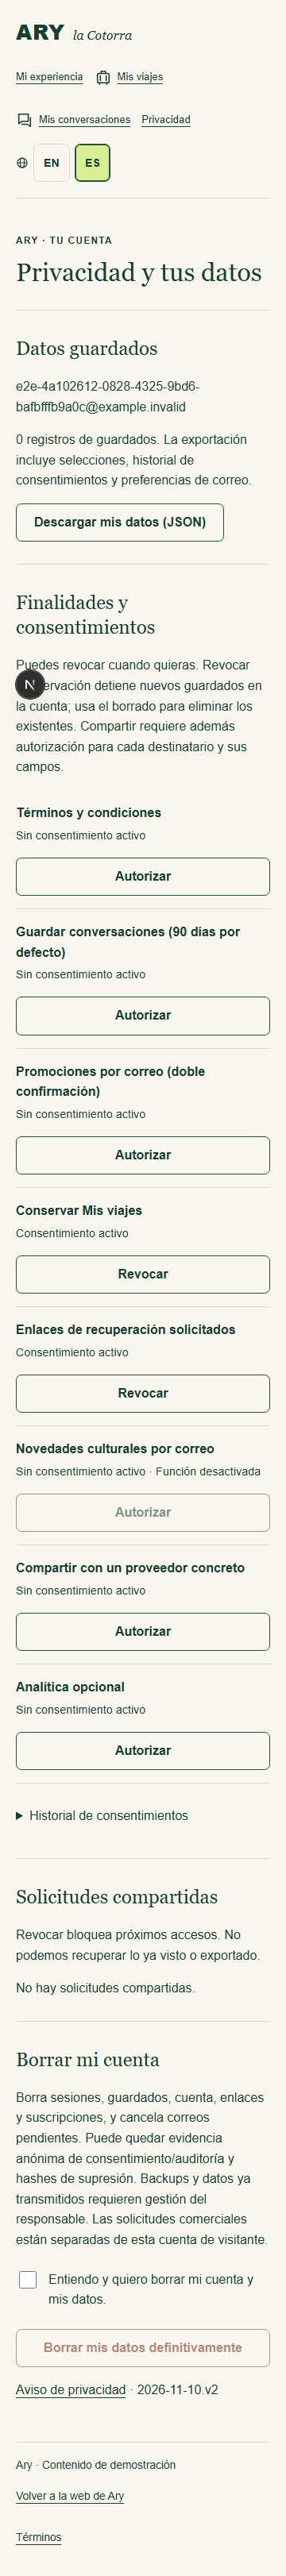 ARY la Cotorra
Mi experiencia Mis viajes
Mis conversaciones Privacidad
EN ES
ARY · TU CUENTA
Privacidad y tus datos
Datos guardados
e2e-4a102612-0828-4325-9bd6-
bafbfffb9a0c@example.invalid
0 registros de guardados. La exportación
incluye selecciones, historial de
consentimientos y preferencias de correo.
Descargar mis datos (JSON)
Finalidades y
consentimientos
Puedes revocar cuando quieras. Revocar
N ervación detiene nuevos guardados en
la cuenta; usa el borrado para eliminar los
existentes. Compartir requiere además
autorización para cada destinatario y sus
campos.
Términos y condiciones
Sin consentimiento activo
Autorizar
Guardar conversaciones (90 días por
defecto)
Sin consentimiento activo
Autorizar
Promociones por correo (doble
confirmación)
Sin consentimiento activo
Autorizar
Conservar Mis viajes
Consentimiento activo
Revocar
Enlaces de recuperación solicitados
Consentimiento activo
Revocar
Novedades culturales por correo
Sin consentimiento activo · Función desactivada
Autorizar
Compartir con un proveedor concreto
Sin consentimiento activo
Autorizar
Analítica opcional
Sin consentimiento activo
Autorizar
Historial de consentimientos
Solicitudes compartidas
Revocar bloquea próximos accesos. No
podemos recuperar lo ya visto o exportado.
No hay solicitudes compartidas.
Borrar mi cuenta
Borra sesiones, guardados, cuenta, enlaces
y suscripciones, y cancela correos
pendientes. Puede quedar evidencia
anónima de consentimiento/auditoría y
hashes de supresión. Backups y datos ya
transmitidos requieren gestión del
responsable. Las solicitudes comerciales
están separadas de esta cuenta de visitante.
Entiendo y quiero borrar mi cuenta y
mis datos.
Borrar mis datos definitivamente
Aviso de privacidad · 2026-11-10.v2
Ary · Contenido de demostración
Volver a la web de Ary
Términos